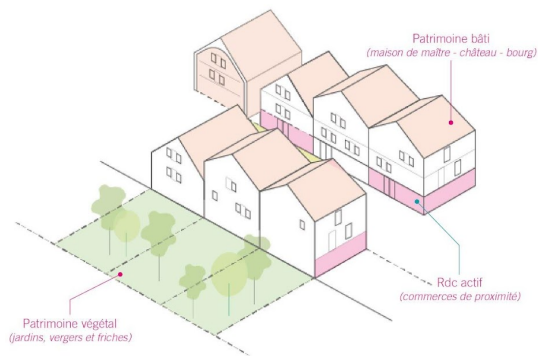 Patrimoine bâti
(maison de maître - château - bourg)
Rdc actif
(commerces de proximité)
Patrimoine végétal
(jardins, vergers et friches)